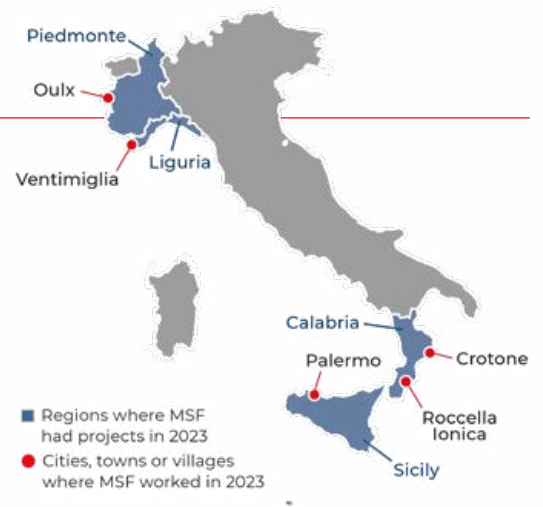 Piedmonte
Oulx
Ventimiglia
Liguria
Calabria
Palermo
Crotone
Roccella
Ionica
Sicily
Regions where MSF
had projects in 2023
Cities, towns or villages
where MSF worked in 2023